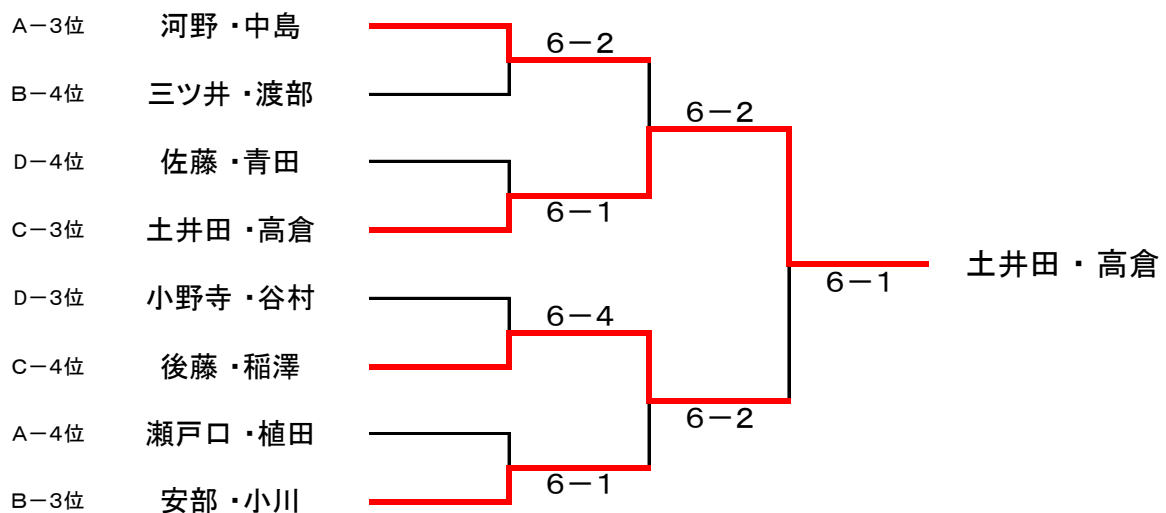 A－3位 河野・中島
6－2
B－4位 三ツ井・渡部
6－2
D－4位 佐藤・青田
6－1
C－3位 土井田・高倉
土井田・高倉
6－1
D－3位 小野寺・谷村
6－4
C－4位 後藤・稲澤
6－2
A－4位 瀬戸口・植田
6－1
B－3位 安部・小川